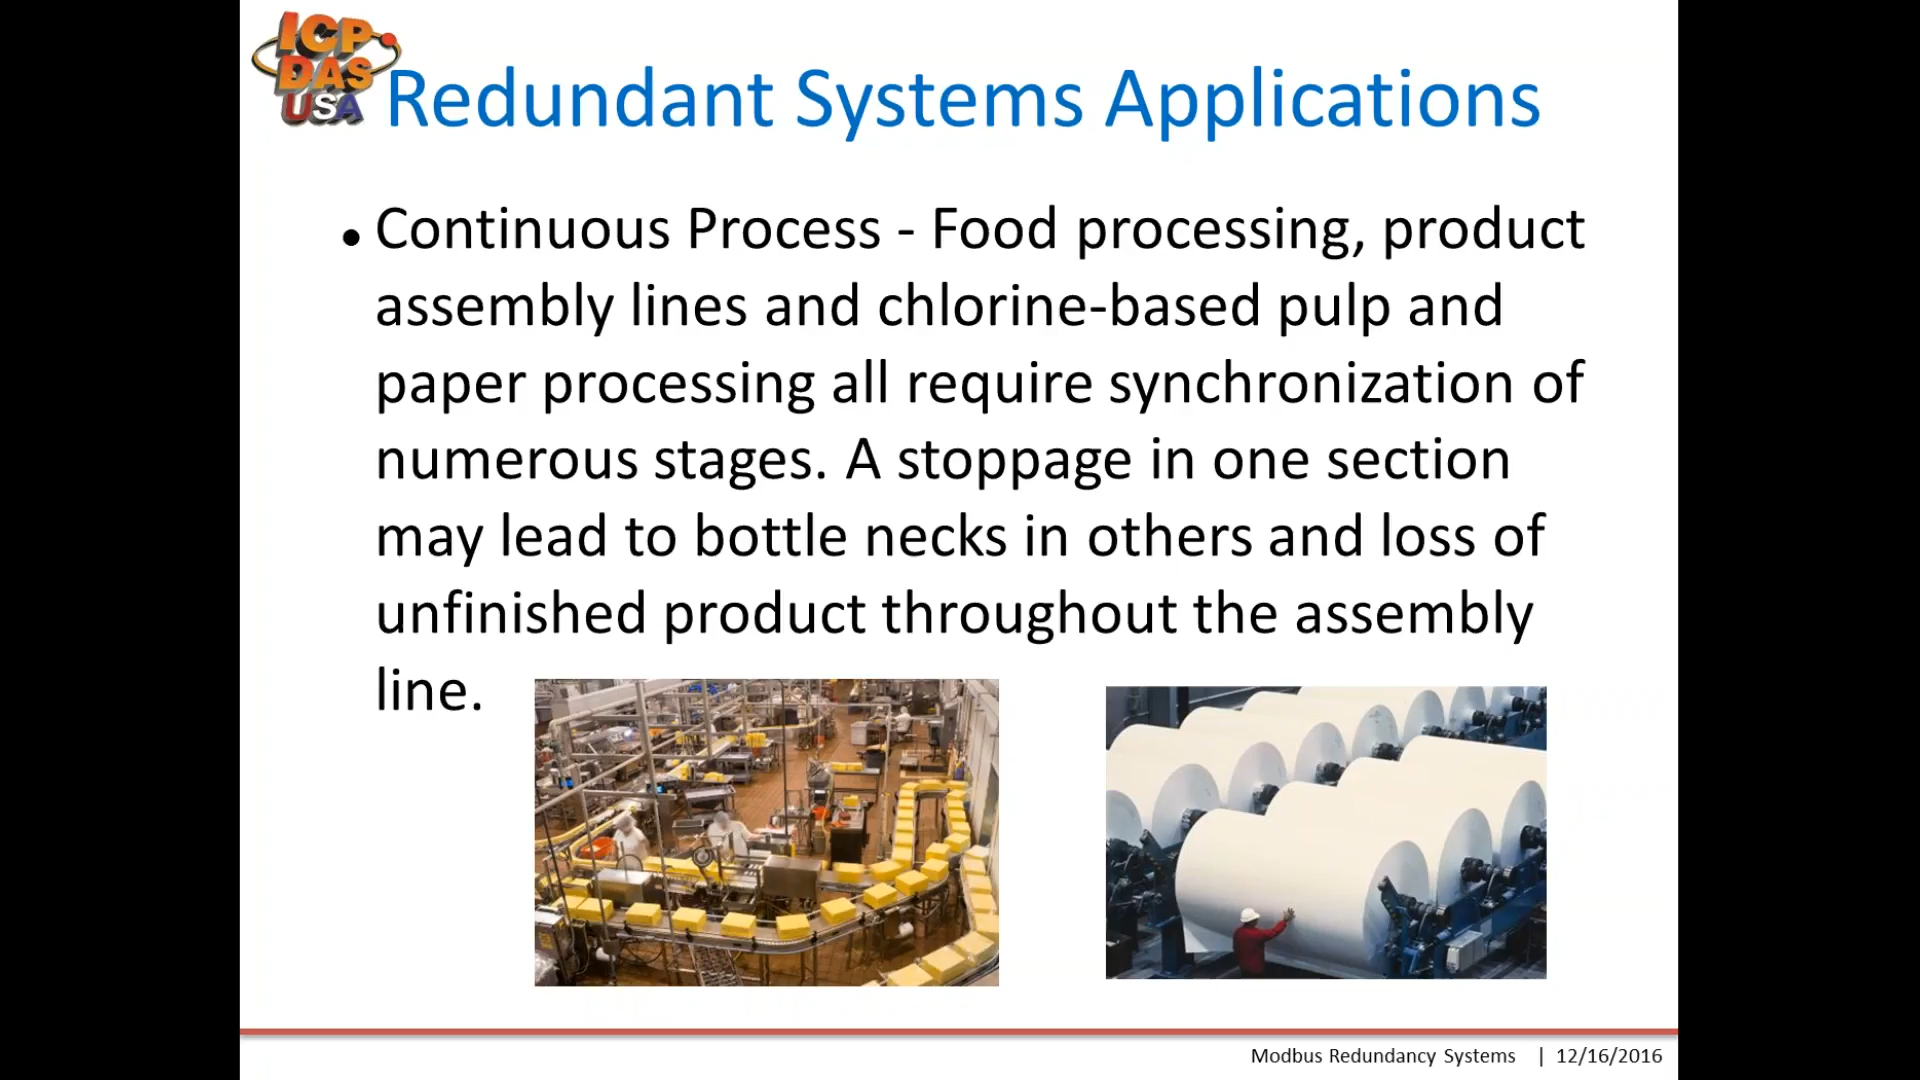 ICP
DAS
USA
Redundant Systems Applications
• Continuous Process - Food processing, product
assembly lines and chlorine-based pulp and
paper processing all require synchronization of
numerous stages. A stoppage in one section
may lead to bottle necks in others and loss of
unfinished product throughout the assembly
line.
Modbus Redundancy Systems | 12/16/2016